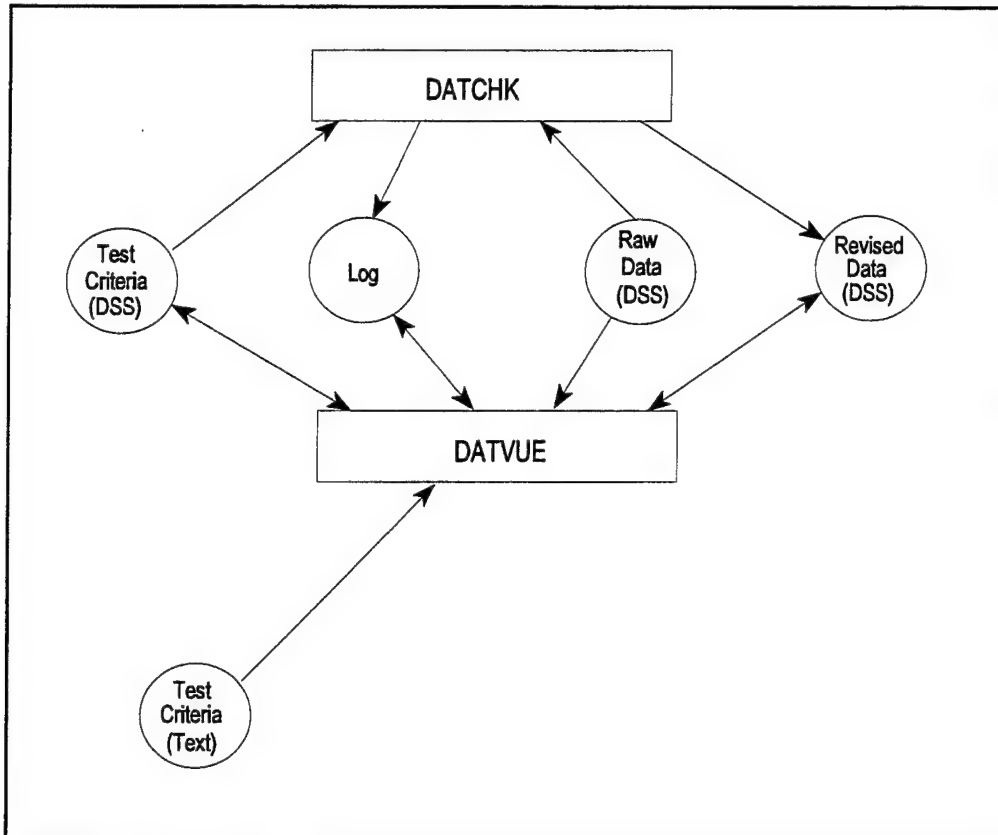 DATCHK
Test
Criteria
(DSS)
Log
Raw
Data
(DSS)
Revised
Data
(DSS)
DATVUE
Test
Criteria
(Text)